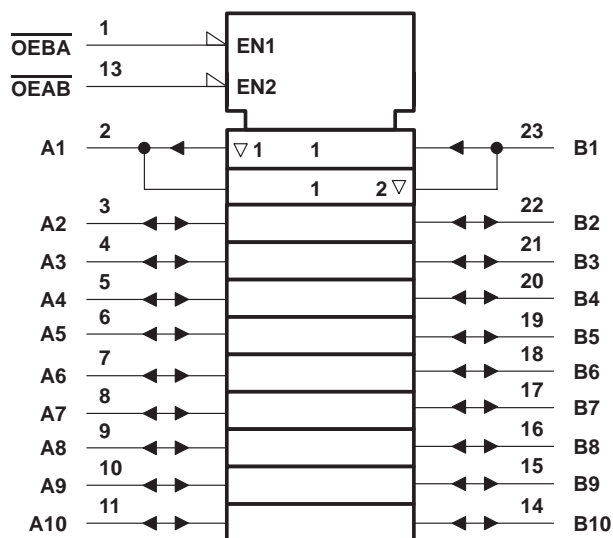 1
OEBA EN1
13
OEAB EN2
2 23
A1 ▽ 1 1 B1
1 2 ▽
3 22
A2 B2
4 21
A3 B3
5 20
A4 B4
6 19
A5 B5
7 18
A6 B6
8 17
A7 B7
9 16
A8 B8
10 15
A9 B9
11 14
A10 B10